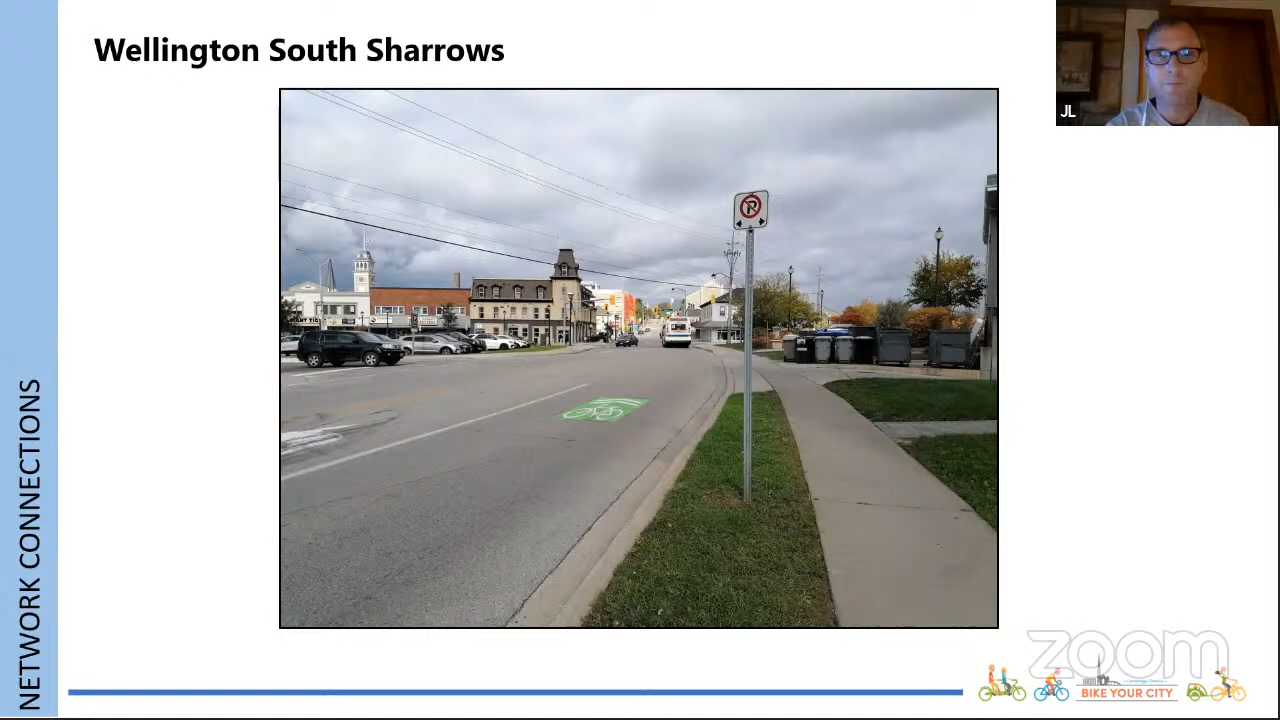 Wellington South Sharrows
JL
P
NETWORK CONNECTIONS
zoom
BIKE YOUR CITY